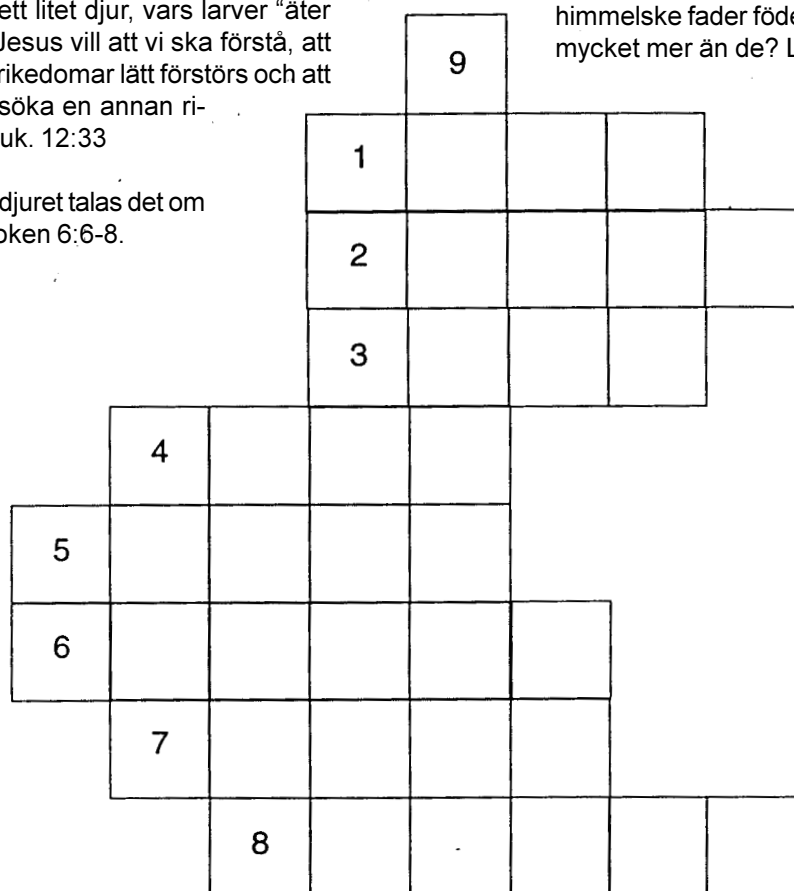 ett litet djur, vars larver “äter
Jesus vill att vi ska förstå, att
rikedomar lätt förstörs och att
söka en annan ri-
uk. 12:33
djuret talas det om
oken 6:6-8.
himmelske fader föde
mycket mer än de? L
9
1
2
3
4
5
6
7
8